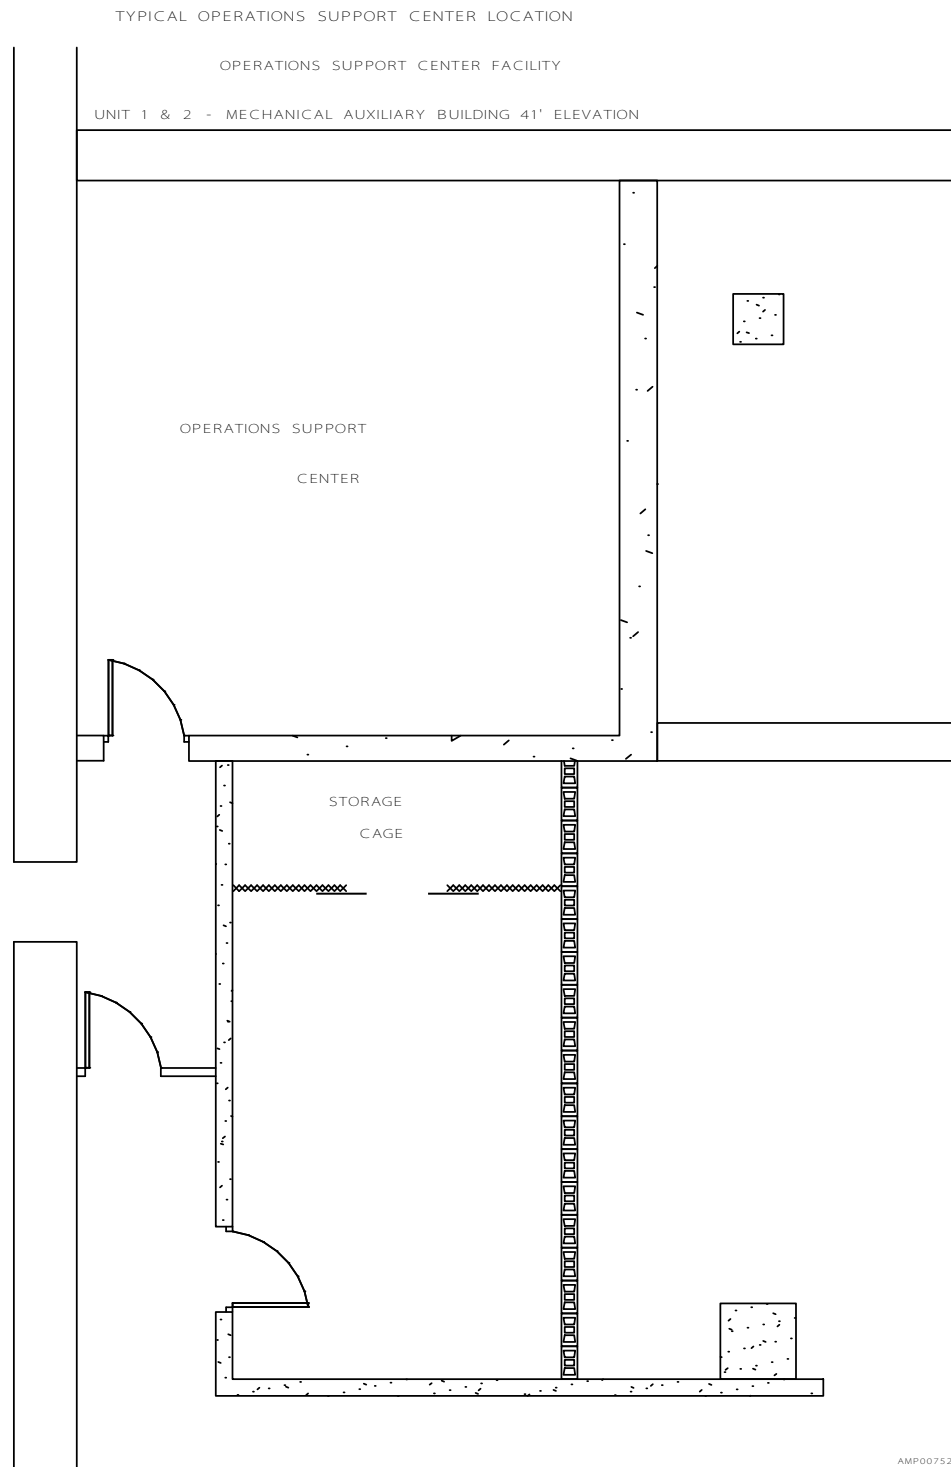 TYPICAL OPERATIONS SUPPORT CENTER LOCATION
OPERATIONS SUPPORT CENTER FACILITY
UNIT 1 & 2 - MECHANICAL AUXILIARY BUILDING 41' ELEVATION
OPERATIONS SUPPORT
CENTER
STORAGE
CAGE
AMP00752